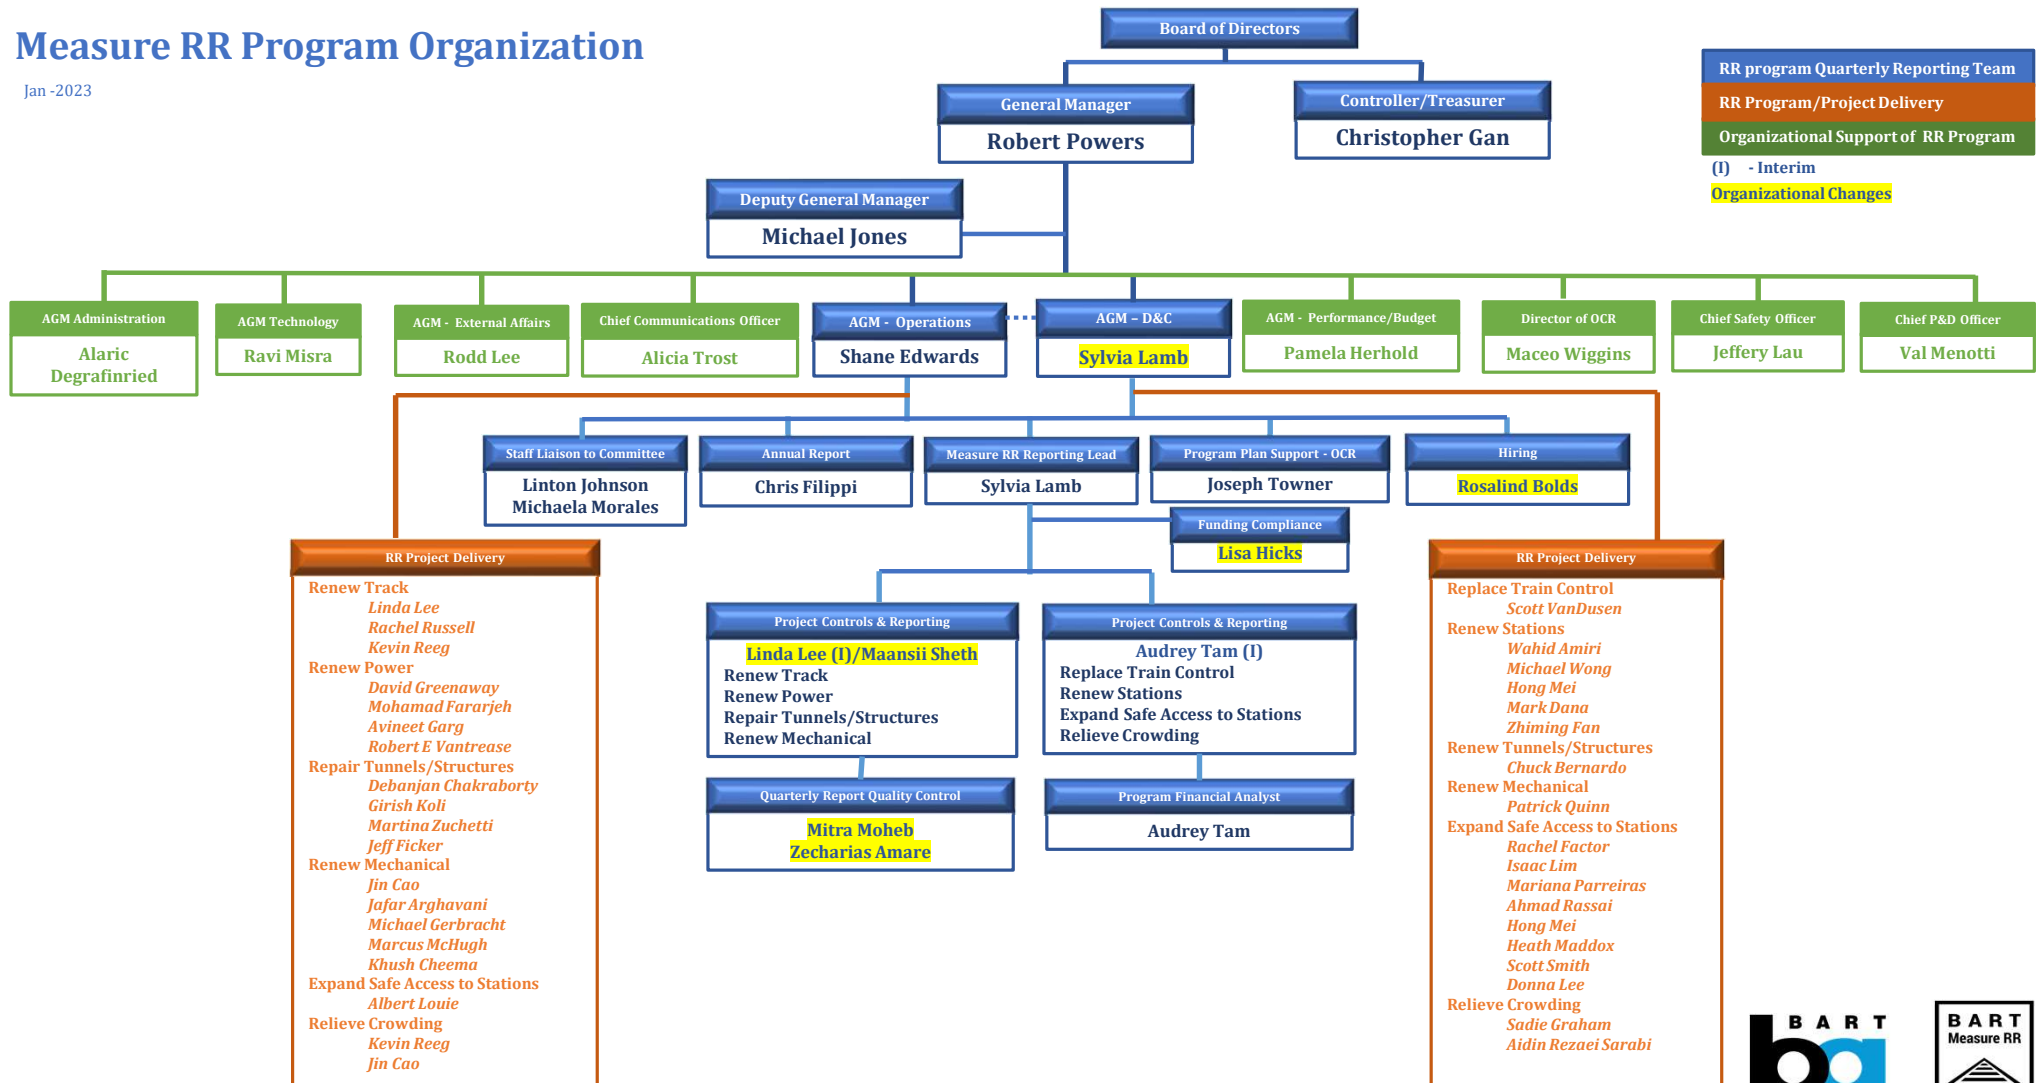 Measure RR Program Organization
Jan -2023
Board of Directors
RR program Quarterly Reporting Team
RR Program/Project Delivery
Organizational Support of RR Program
(I) - Interim
Organizational Changes
General Manager
Robert Powers
Controller/Treasurer
Christopher Gan
Deputy General Manager
Michael Jones
AGM Administration
Alaric
Degrafinried
AGM Technology
Ravi Misra
AGM - External Affairs
Rodd Lee
Chief Communications Officer
Alicia Trost
AGM - Operations
Shane Edwards
AGM – D&C
Sylvia Lamb
AGM - Performance/Budget
Pamela Herhold
Director of OCR
Maceo Wiggins
Chief Safety Officer
Jeffery Lau
Chief P&D Officer
Val Menotti
Staff Liaison to Committee
Linton Johnson
Michaela Morales
Annual Report
Chris Filippi
Measure RR Reporting Lead
Sylvia Lamb
Program Plan Support - OCR
Joseph Towner
Hiring
Rosalind Bolds
Funding Compliance
Lisa Hicks
RR Project Delivery
Renew Track
Linda Lee
Rachel Russell
Kevin Reeg
Renew Power
David Greenaway
Mohamad Fararjeh
Avineet Garg
Robert E Vantrease
Repair Tunnels/Structures
Debanjan Chakraborty
Girish Koli
Martina Zuchetti
Jeff Ficker
Renew Mechanical
Jin Cao
Jafar Arghavani
Michael Gerbracht
Marcus McHugh
Khush Cheema
Expand Safe Access to Stations
Albert Louie
Relieve Crowding
Kevin Reeg
Jin Cao
Project Controls & Reporting
Linda Lee (I)/Maansii Sheth
Renew Track
Renew Power
Repair Tunnels/Structures
Renew Mechanical
Quarterly Report Quality Control
Mitra Moheb
Zecharias Amare
Project Controls & Reporting
Audrey Tam (I)
Replace Train Control
Renew Stations
Expand Safe Access to Stations
Relieve Crowding
Program Financial Analyst
Audrey Tam
RR Project Delivery
Replace Train Control
Scott VanDusen
Renew Stations
Wahid Amiri
Michael Wong
Hong Mei
Mark Dana
Zhiming Fan
Renew Tunnels/Structures
Chuck Bernardo
Renew Mechanical
Patrick Quinn
Expand Safe Access to Stations
Rachel Factor
Isaac Lim
Mariana Parreiras
Ahmad Rassai
Hong Mei
Heath Maddox
Scott Smith
Donna Lee
Relieve Crowding
Sadie Graham
Aidin Rezaei Sarabi
BART
ba
BART
Measure RR